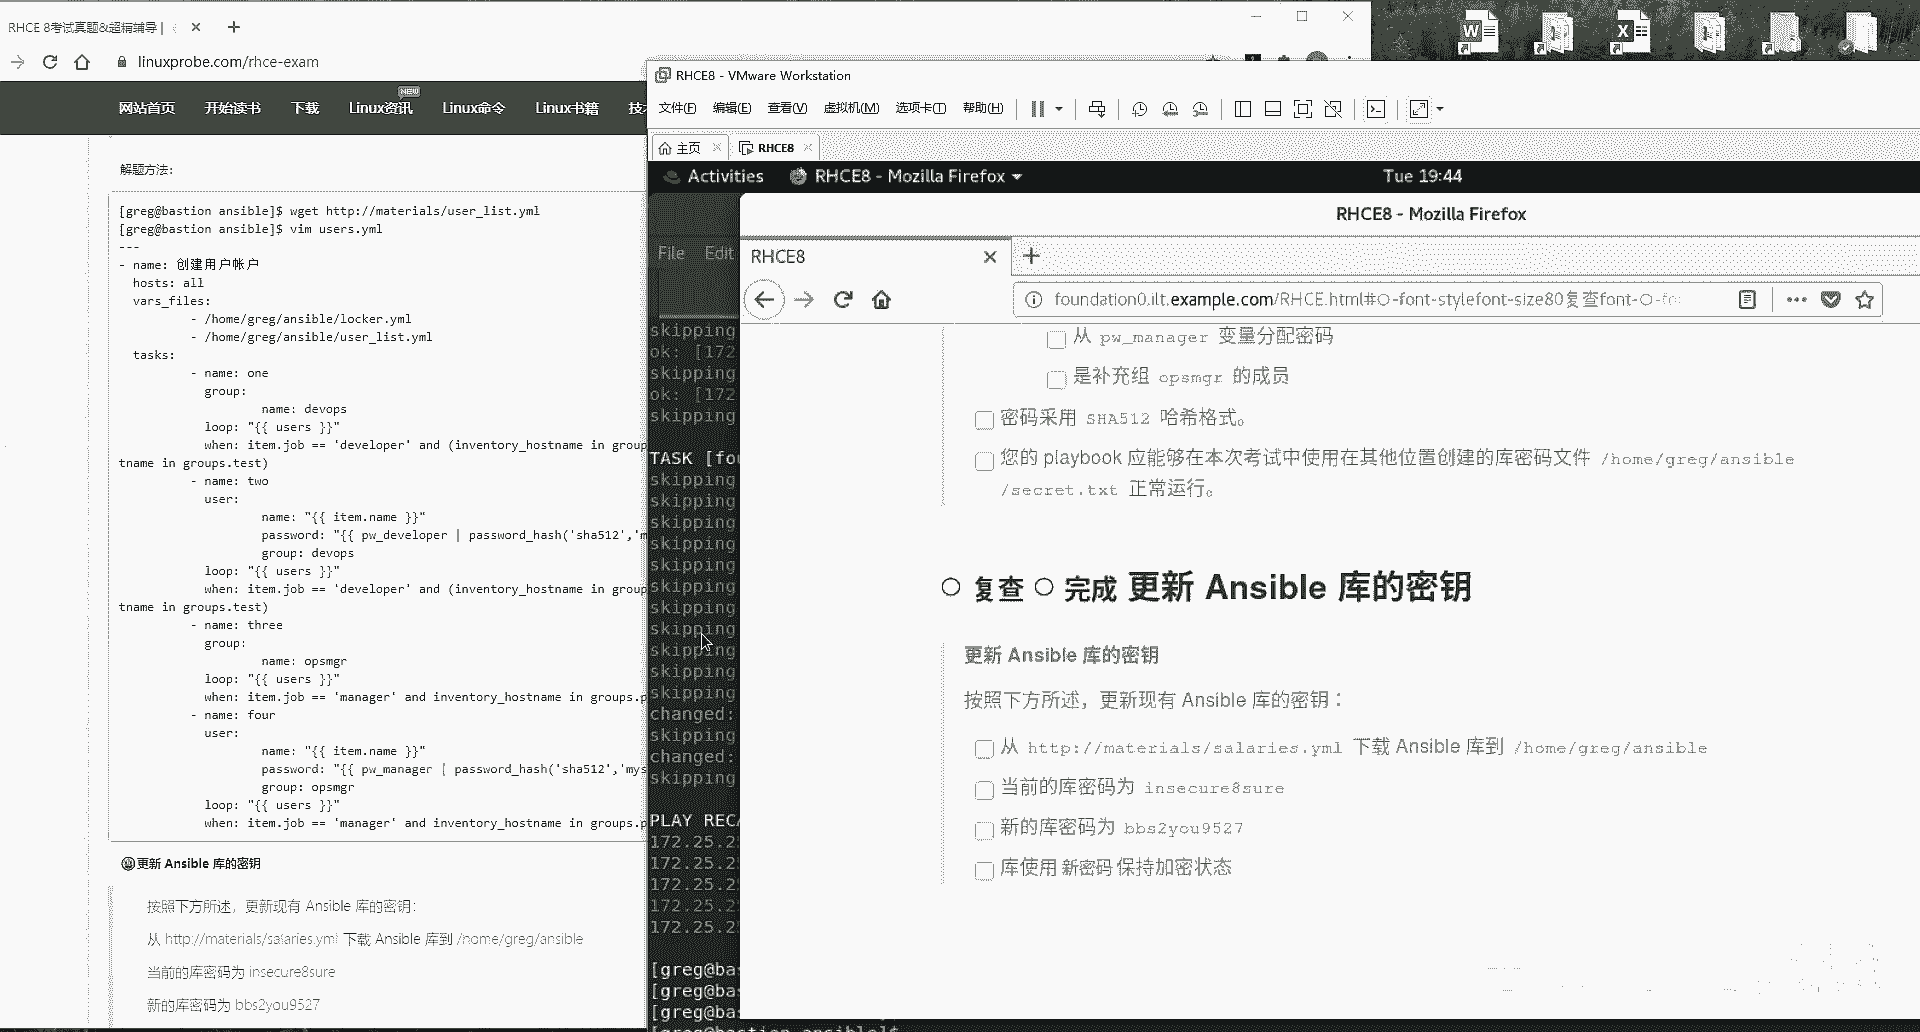 RHCE 8考试真题&超精辅导 |
linuxprobe.com/rhce-exam
网站首页 开始读书 下载 Linux资讯 NEW Linux命令 Linux书籍
解题方法:
[greg@bastion ansible]$ wget http://materials/user_list.yml
[greg@bastion ansible]$ vim users.yml
---
- name: 创建用户帐户
hosts: all
vars_files:
- /home/greg/ansible/locker.yml
- /home/greg/ansible/user_list.yml
tasks:
- name: one
group:
name: devops
loop: "{{ users }}"
when: item.job == 'developer' and (inventory_hostname in group
tname in groups.test)
- name: two
user:
name: "{{ item.name }}"
password: "{{ pw_developer | password_hash('sha512','m
group: devops
loop: "{{ users }}"
when: item.job == 'developer' and (inventory_hostname in group
tname in groups.test)
- name: three
group:
name: opsmgr
loop: "{{ users }}"
when: item.job == 'manager' and inventory_hostname in groups.p
- name: four
user:
name: "{{ item.name }}"
password: "{{ pw_manager | password_hash('sha512','mys
group: opsmgr
loop: "{{ users }}"
when: item.job == 'manager' and inventory_hostname in groups.p
更新 Ansible 库的密钥
按照下方所述，更新现有 Ansible 库的密钥:
从 http://materials/salaries.yml 下载 Ansible 库到 /home/greg/ansible
当前的库密码为 insecure8sure
新的库密码为 bbs2you9527
RHCE8 - VMware Workstation
文件(F) 编辑(E) 查看(V) 虚拟机(M) 选项卡(T) 帮助(H)
主页 RHCE8
Activities RHCE8 - Mozilla Firefox Tue 19:44
RHCE8 - Mozilla Firefox
File Edit
RHCE8
foundation0.ilt.example.com/RHCE.html#○-font-stylefont-size80复查font-○-fo
从 pw_manager 变量分配密码
是补充组 opsmgr 的成员
密码采用 SHA512 哈希格式。
您的 playbook 应能够在本次考试中使用在其他位置创建的库密码文件 /home/greg/ansible
/secret.txt 正常运行。
○ 复查 ○ 完成 更新 Ansible 库的密钥
更新 Ansible 库的密钥
按照下方所述，更新现有 Ansible 库的密钥：
从 http://materials/salaries.yml 下载 Ansible 库到 /home/greg/ansible
当前的库密码为 insecure8sure
新的库密码为 bbs2you9527
库使用 新密码 保持加密状态
skipping
ok: [172
skipping
ok: [172
skipping
TASK [fou
skipping
skipping
skipping
skipping
skipping
skipping
skipping
skipping
skipping
skipping
skipping
changed:
skipping
changed:
skipping
PLAY REC
172.25.2
172.25.2
172.25.2
172.25.2
172.25.2
[greg@ba
[greg@ba
[greg@ba
[greg@bastion ansible]$